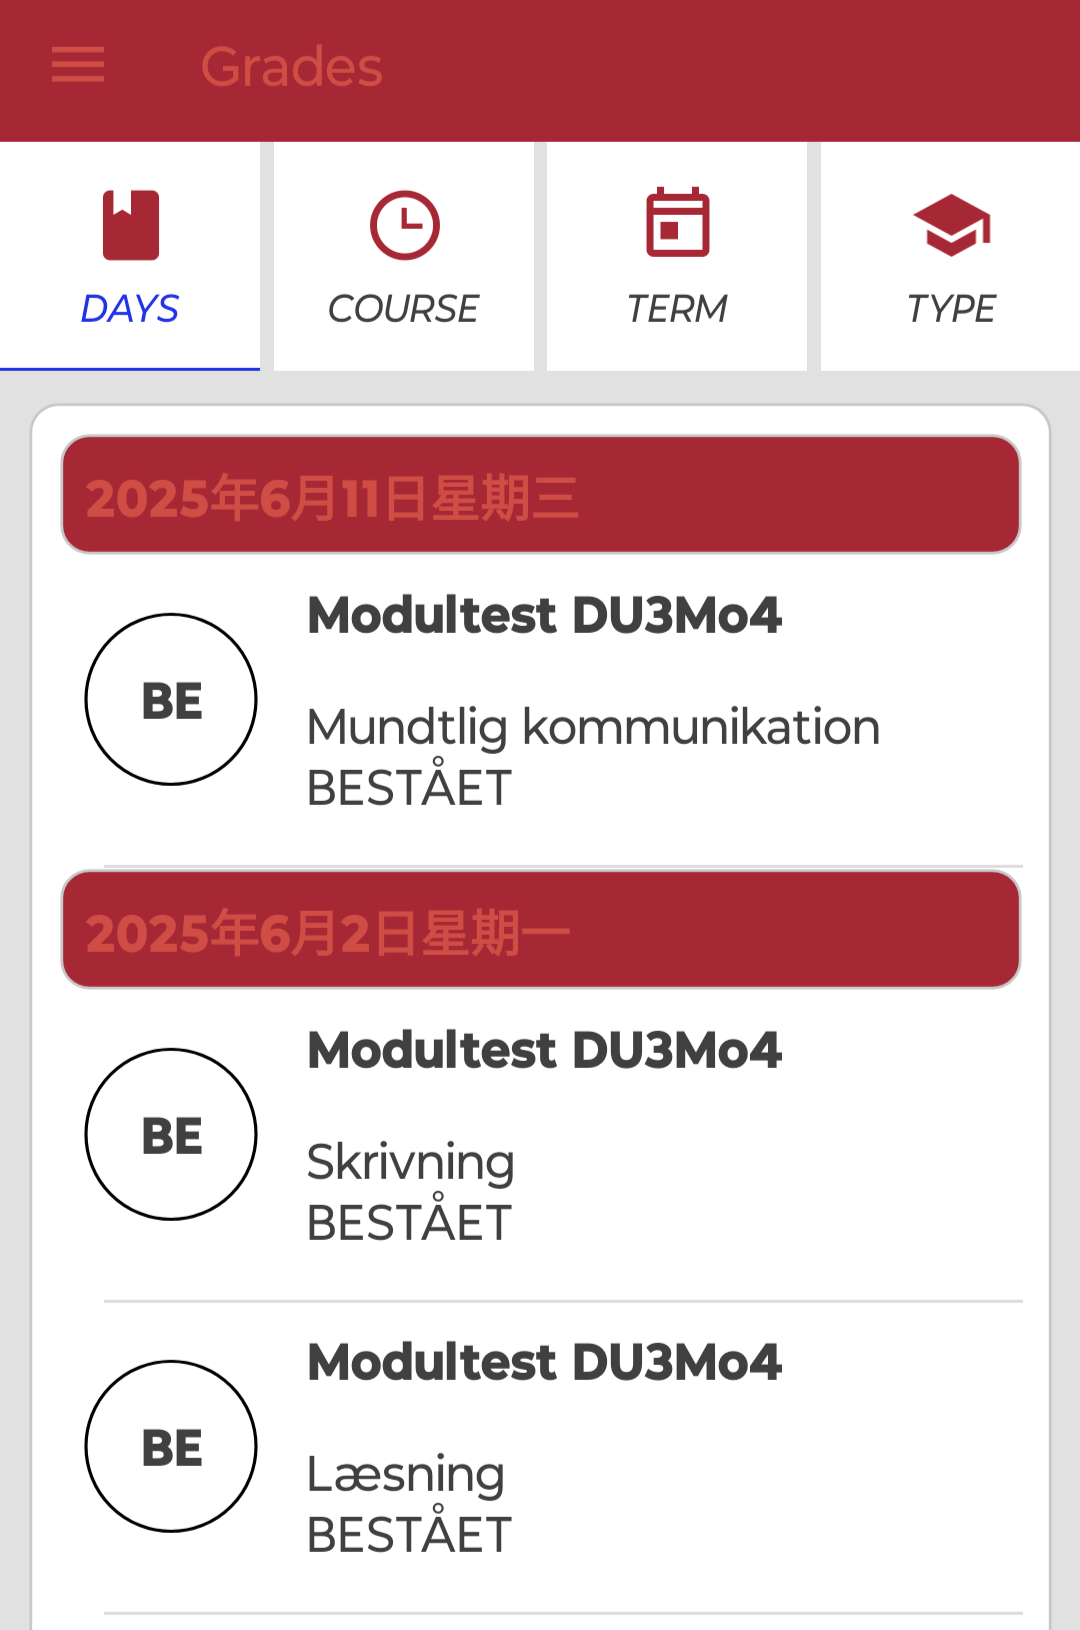 Grades
DAYS
COURSE
TERM
TYPE
2025年6月11日星期三
BE
Modultest DU3Mo4
Mundtlig kommunikation
BESTÅET
2025年6月2日星期一
BE
Modultest DU3Mo4
Skrivning
BESTÅET
BE
Modultest DU3Mo4
Læsning
BESTÅET